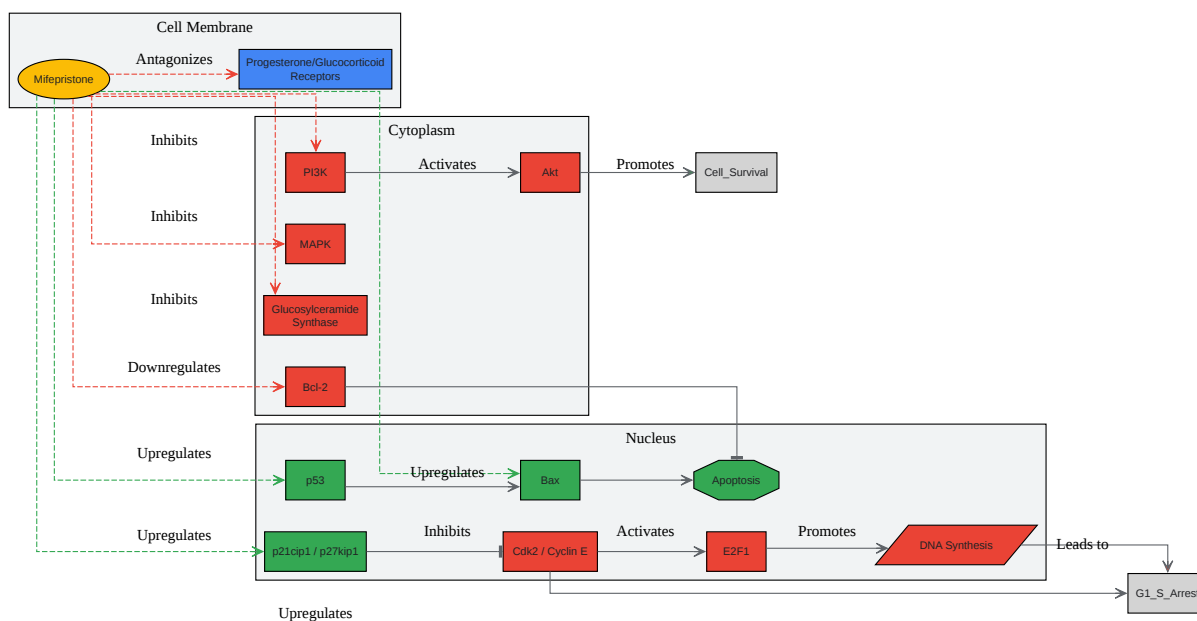 Cell Membrane
Antagonizes
Progesterone/Glucocorticoid
Receptors
Mifepristone
Cytoplasm
Inhibits
PI3K
Activates
Akt
Promotes
Cell_Survival
Inhibits
MAPK
Inhibits
Glucosylceramide
Synthase
Downregulates
Bcl-2
Nucleus
Upregulates
p53
Upregulates
Bax
Apoptosis
Upregulates
p21cip1 / p27kip1
Inhibits
Cdk2 / Cyclin E
Activates
E2F1
Promotes
DNA Synthesis
Leads to
G1_S_Arrest
Upregulates